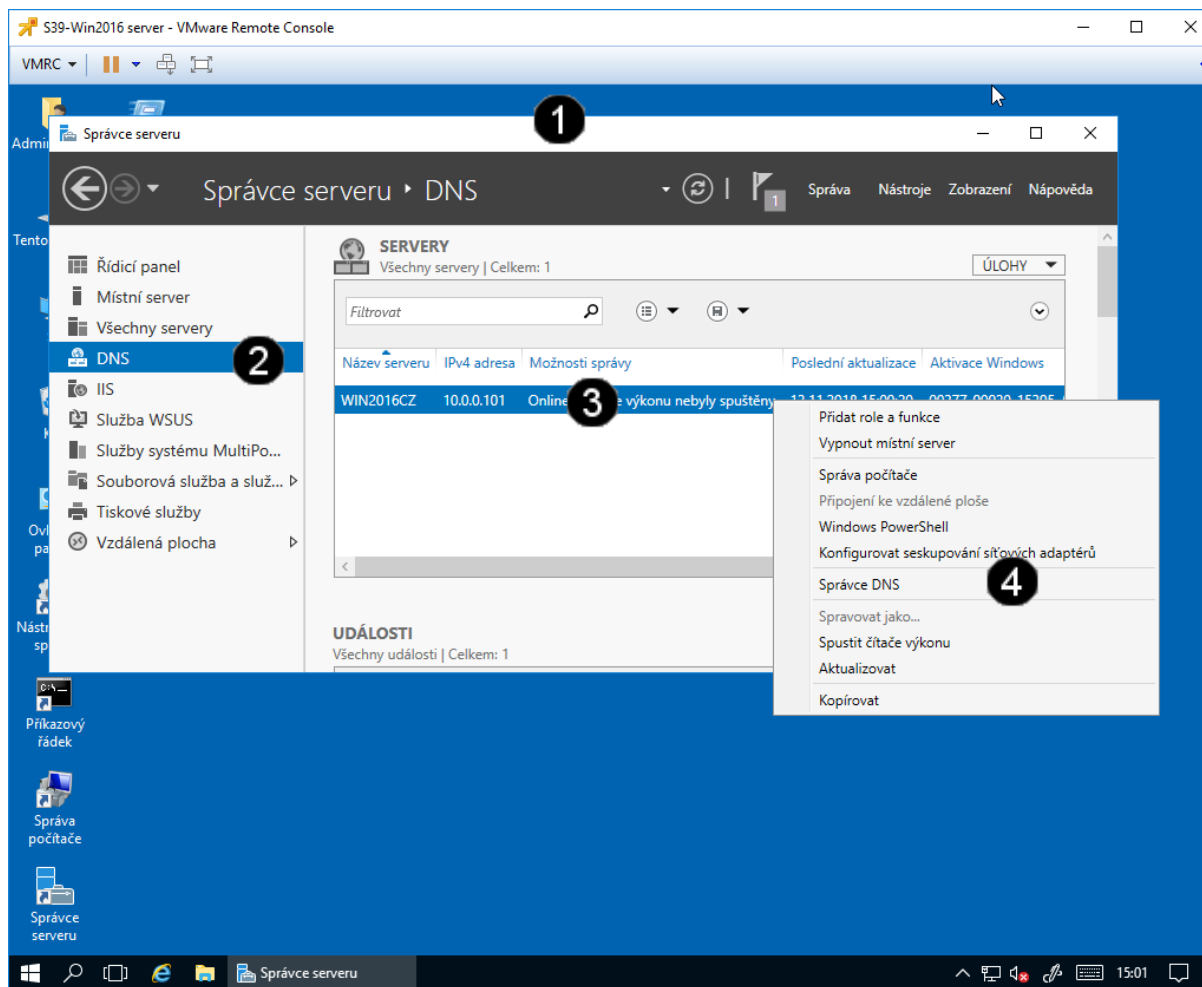 S39-Win2016 server - VMware Remote Console
VMRC
1
Správce serveru
Správce serveru DNS
1
Správa Nástroje Zobrazení Nápověda
Řídicí panel
Místní server
Všechny servery
DNS
2
IIS
Služba WSUS
Služby systému MultiPo...
Souborová služba a služ...
Tiskové služby
Vzdálená plocha
SERVERY
Všechny servery | Celkem: 1
ÚLOHY
Filtrovat
Název serveru IPv4 adresa Možnosti správy Poslední aktualizace Aktivace Windows
WIN2016CZ 10.0.0.101 Online výkonu nebyly spuštěny
3
Přidat role a funkce
Vypnout místní server
Správa počítače
Připojení ke vzdálené ploše
Windows PowerShell
Konfigurovat seskupování síťových adaptérů
Správce DNS
4
Spravovat jako...
Spustit čítače výkonu
Aktualizovat
Kopírovat
UDÁLOSTI
Všechny události | Celkem: 1
Příkazový
řádek
Správa
počítače
Správce
serveru
Správce serveru
15:01